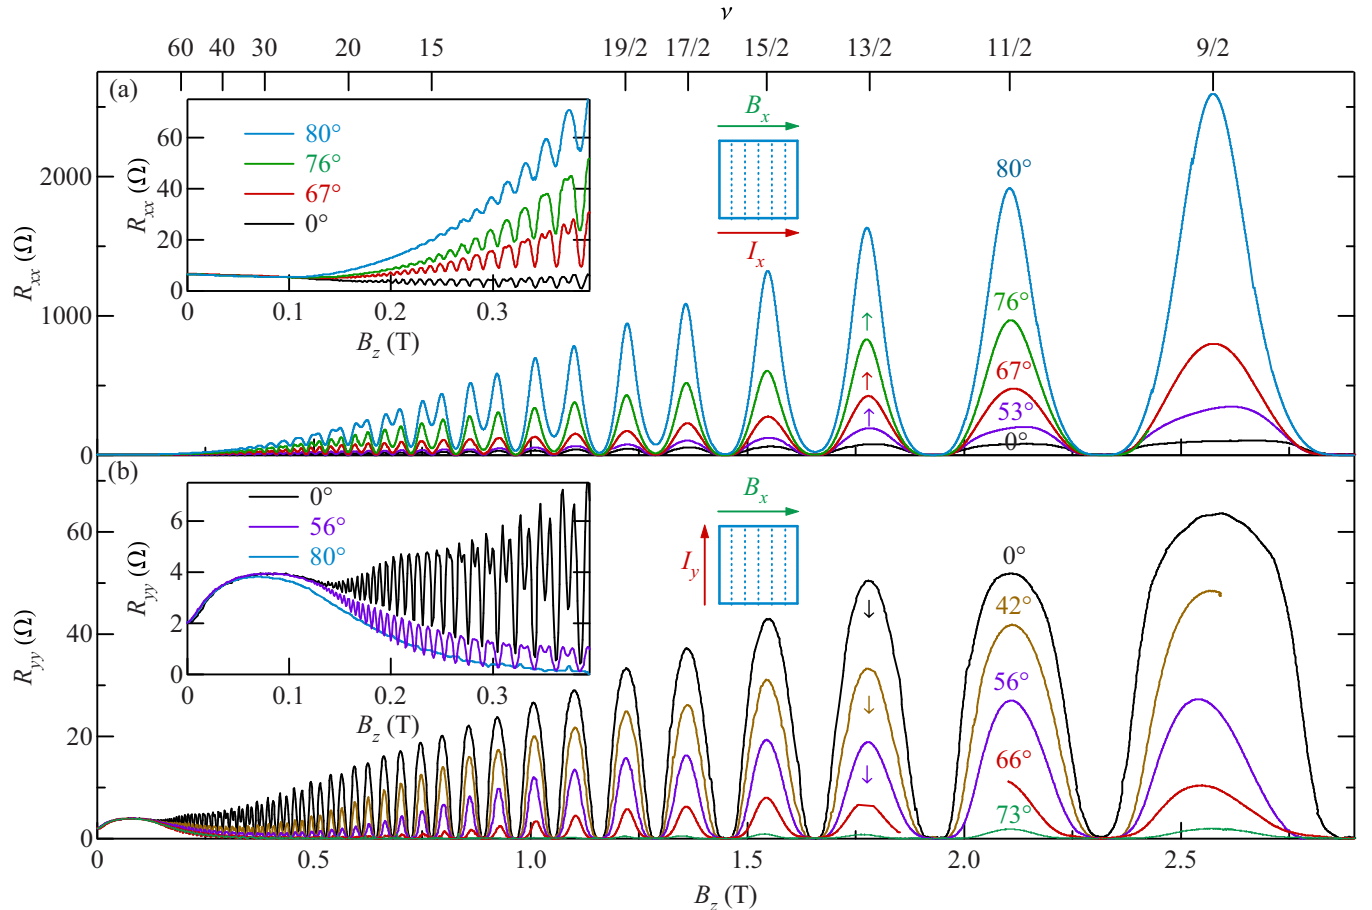 ν
60 40 30 20 15 19/2 17/2 15/2 13/2 11/2 9/2
(a)
R_xx (Ω)
2000
1000
0
R_xx (Ω)
60
40
20
0
80°
76°
67°
0°
0 0.1 0.2 0.3
B_z (T)
B_x
I_x
80°
76°
67°
53°
0°
(b)
R_yy (Ω)
60
40
20
0
R_yy (Ω)
6
4
2
0
0°
56°
80°
0 0.1 0.2 0.3
B_z (T)
B_x
I_y
0°
42°
56°
66°
73°
0 0.5 1.0 1.5 2.0 2.5
B_z (T)